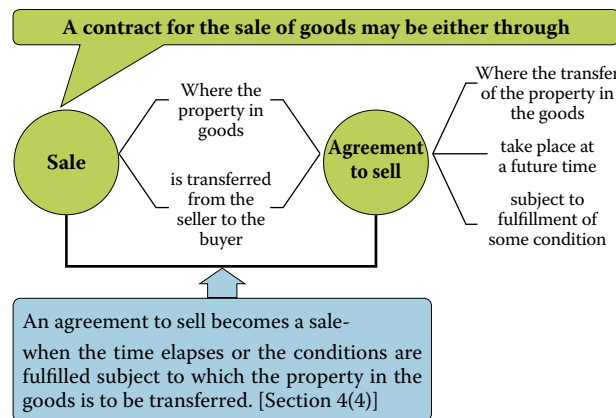 A contract for the sale of goods may be either through
Sale
Where the
property in
goods
is transferred
from the
seller to the
buyer
Agreement
to sell
Where the transfer
of the property in
the goods
take place at
a future time
subject to
fulfillment of
some condition
An agreement to sell becomes a sale-
when the time elapses or the conditions are
fulfilled subject to which the property in the
goods is to be transferred. [Section 4(4)]